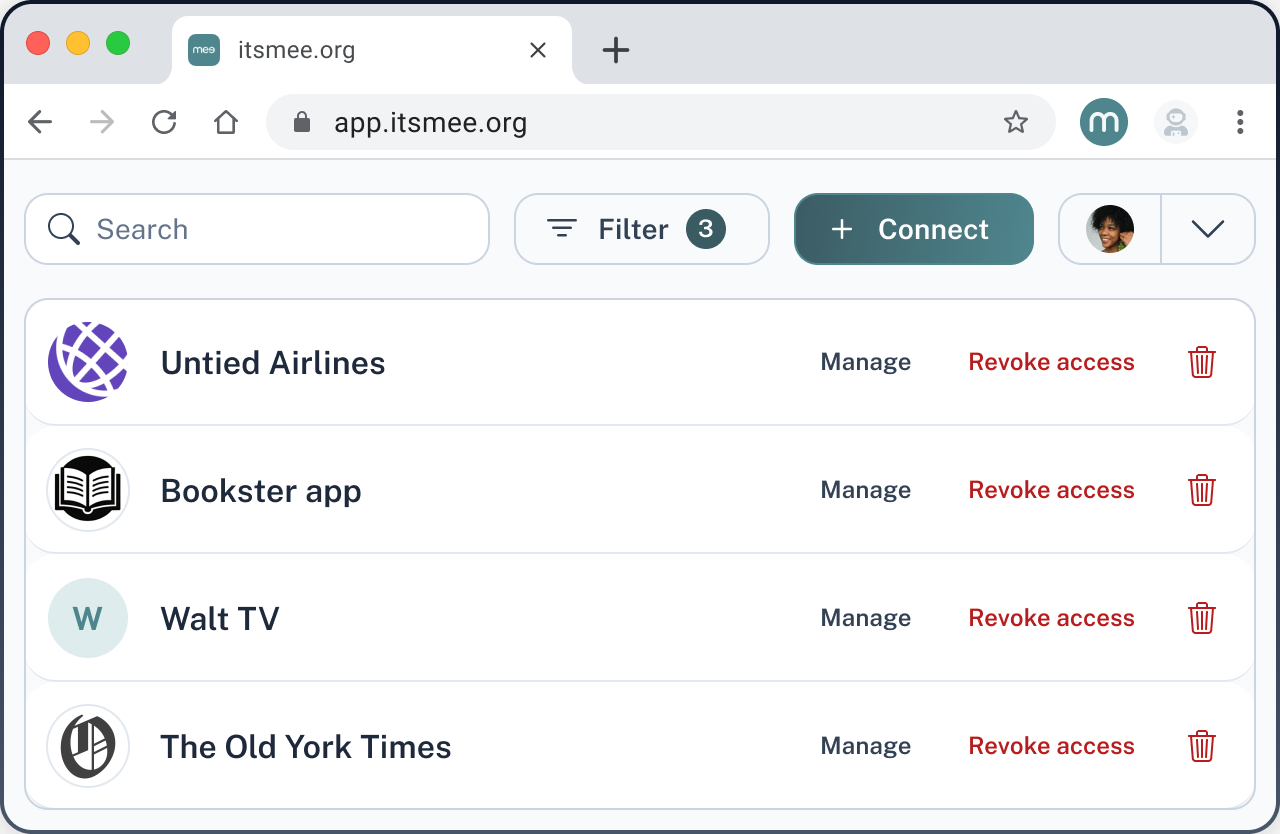 mee
itsmee.org
app.itsmee.org
m
Search
Filter 3
+ Connect
Untied Airlines Manage Revoke access
Bookster app Manage Revoke access
W Walt TV Manage Revoke access
O The Old York Times Manage Revoke access